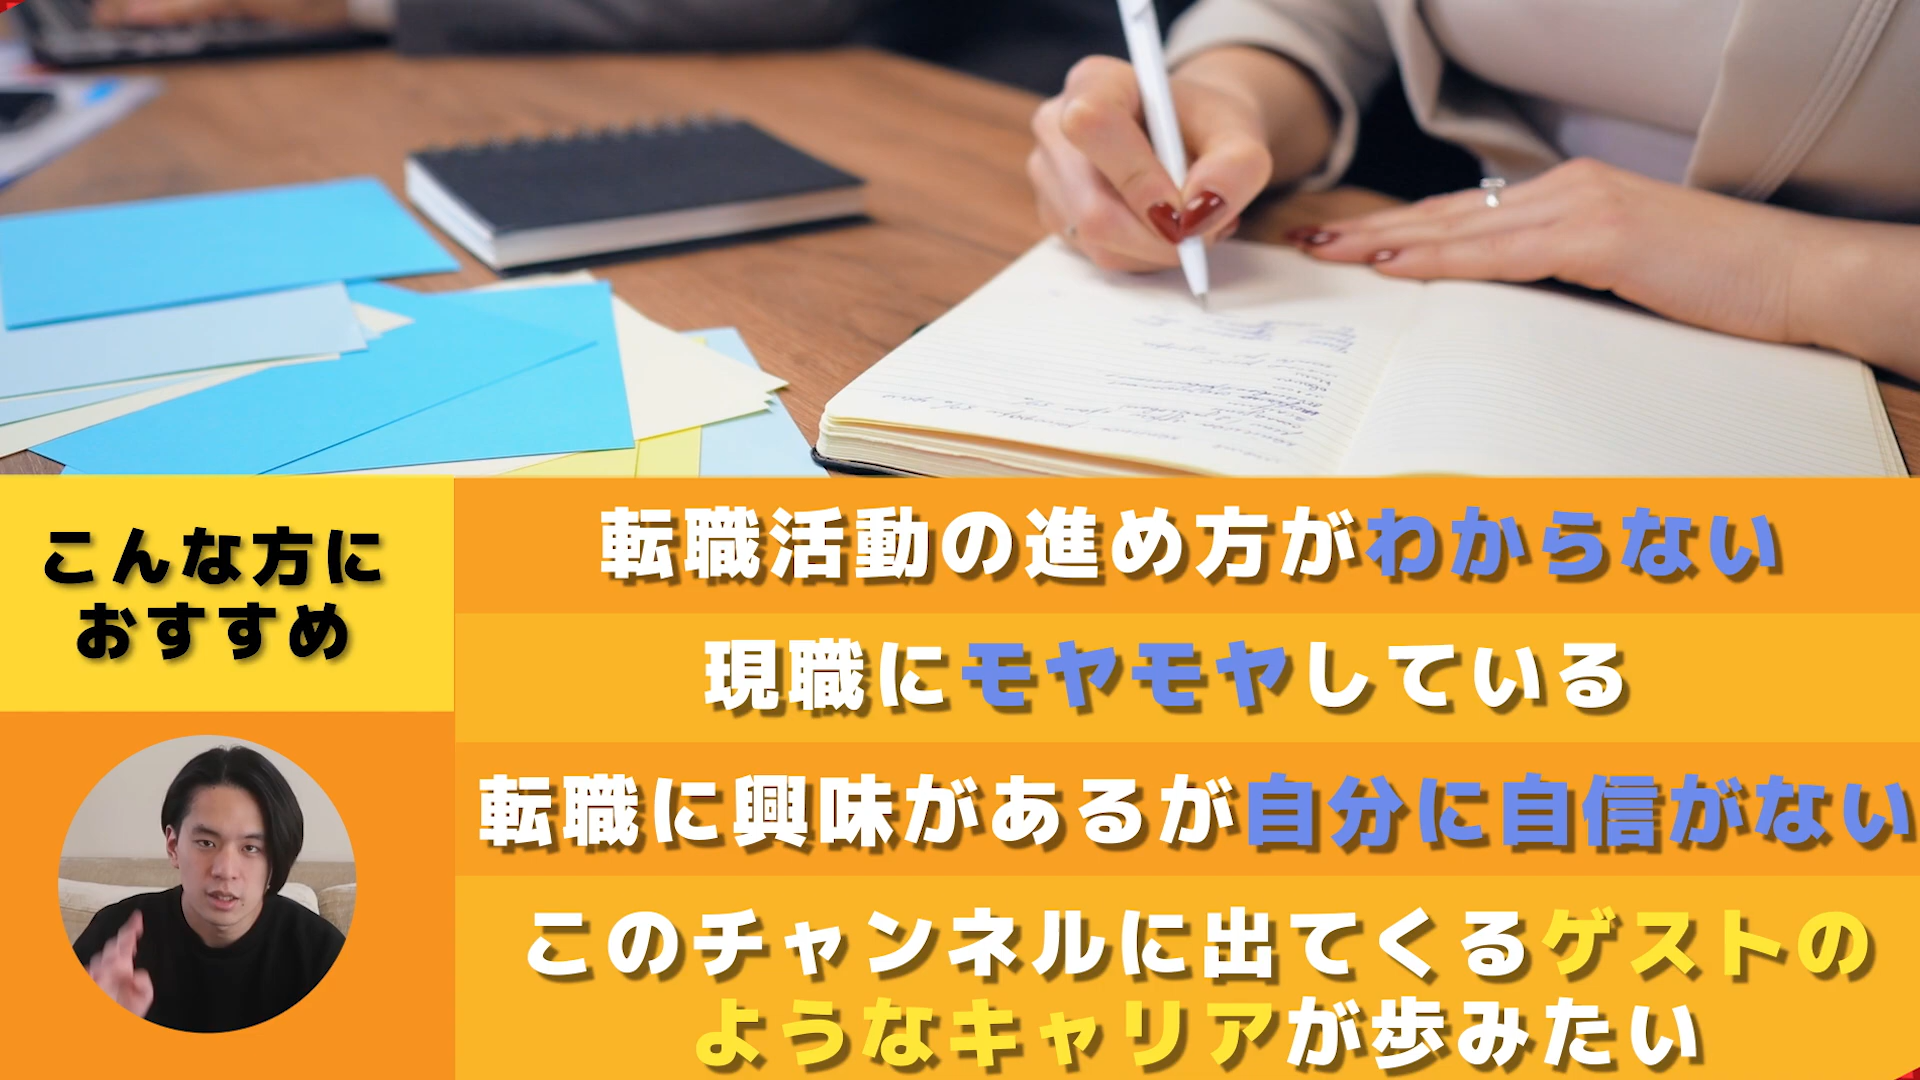 こんな方に
おすすめ
転職活動の進め方がわからない
現職にモヤモヤしている
転職に興味があるが自分に自信がない
このチャンネルに出てくるゲストの
ようなキャリアが歩みたい